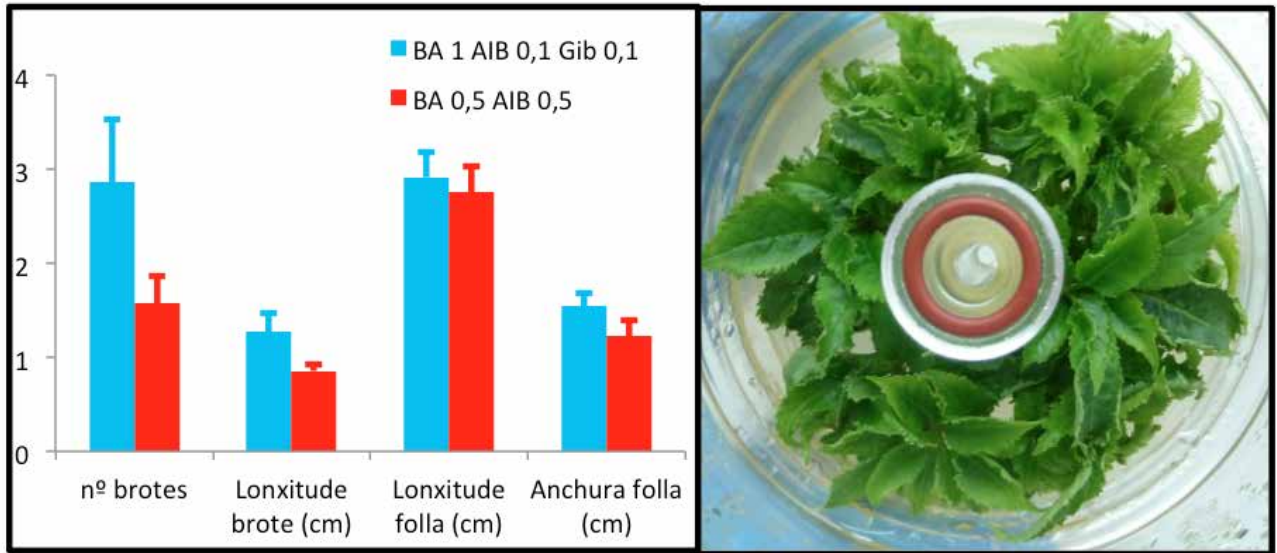 BA 1 AIB 0,1 Gib 0,1
BA 0,5 AIB 0,5
4
3
2
1
0
nº brotes
Lonxitude
brote (cm)
Lonxitude
folla (cm)
Anchura folla
(cm)